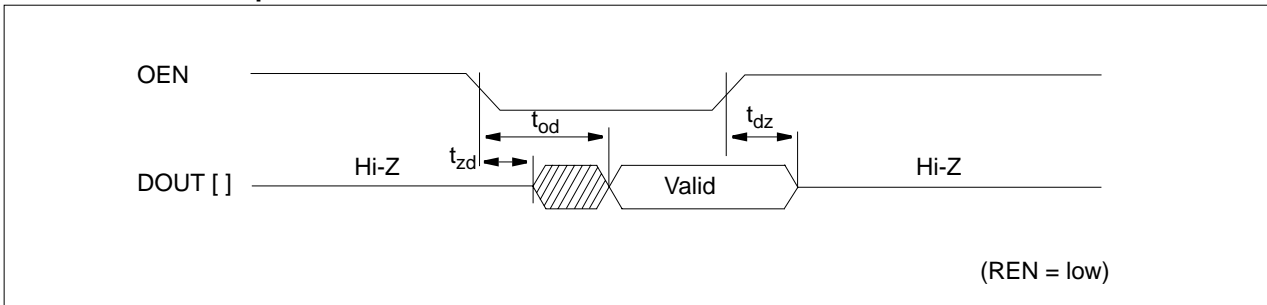 OEN
t_od
t_dz
t_zd
Hi-Z
Hi-Z
DOUT [ ]
Valid
(REN = low)